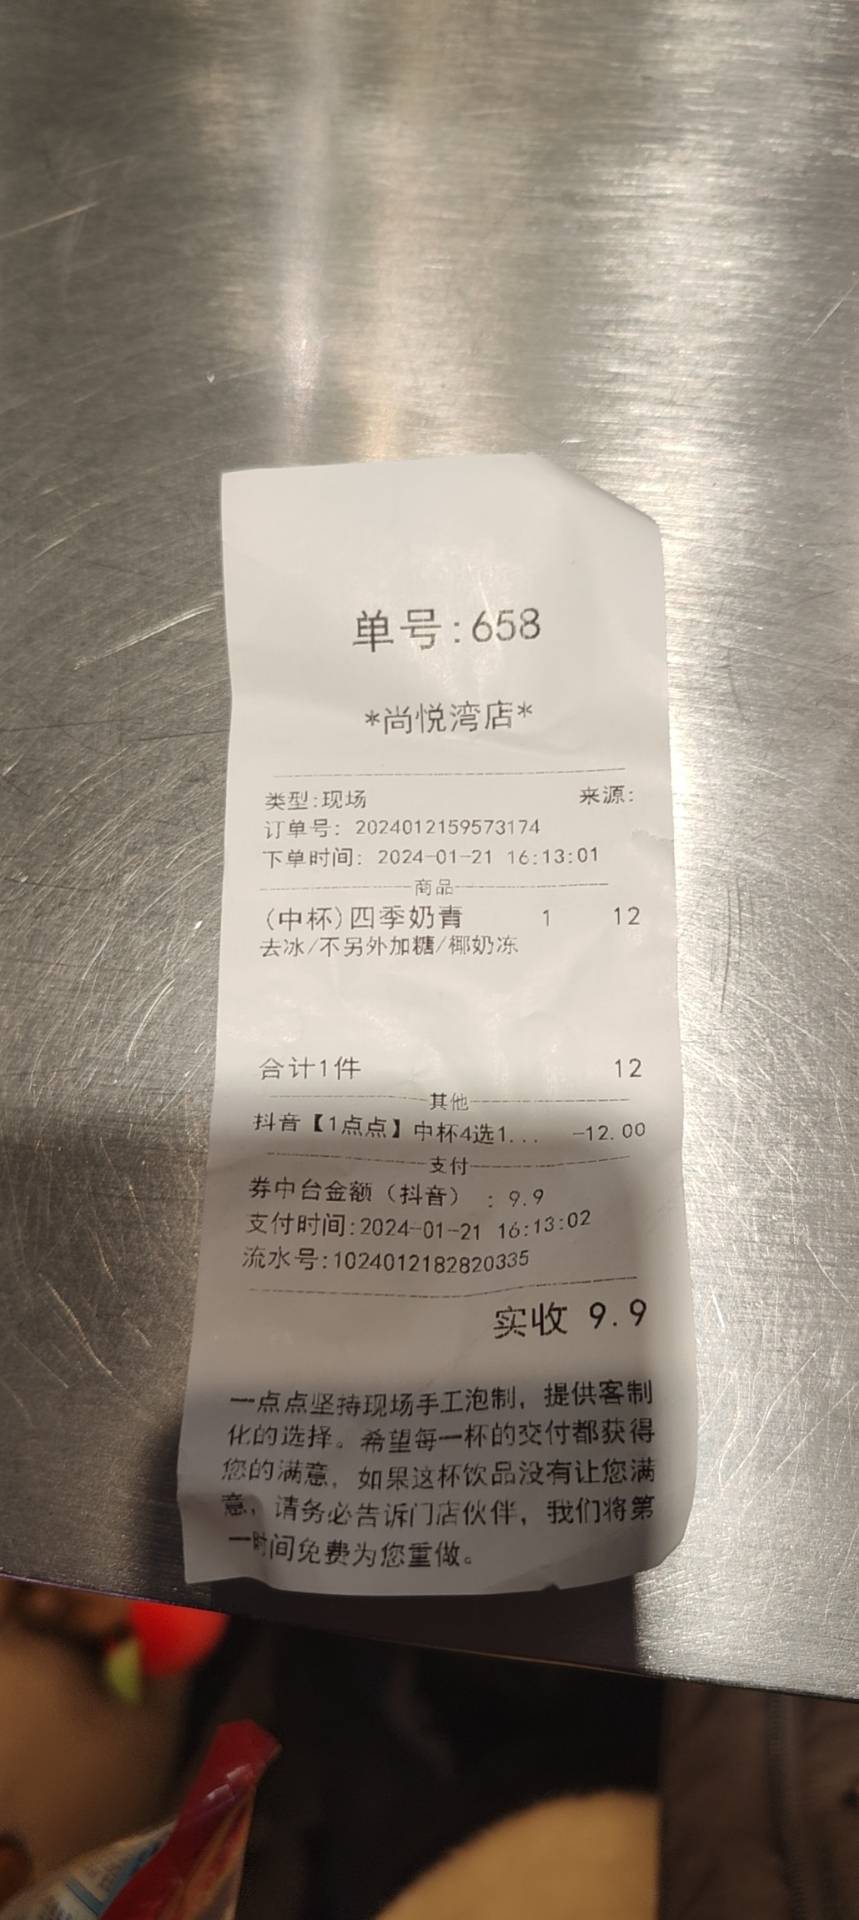 单号:658
*尚悦湾店*
类型:现场 来源:
订单号: 2024012159573174
下单时间: 2024-01-21 16:13:01
商品
(中杯)四季奶青 1 12
去冰/不另外加糖/椰奶冻
合计1件 12
其他
抖音【1点点】中杯4选1... -12.00
支付
券中台金额（抖音） : 9.9
支付时间:2024-01-21 16:13:02
流水号:1024012182820335
实收 9.9
一点点坚持现场手工泡制，提供客制
化的选择。希望每一杯的交付都获得
您的满意，如果这杯饮品没有让您满
意，请务必告诉门店伙伴，我们将第
一时间免费为您重做。